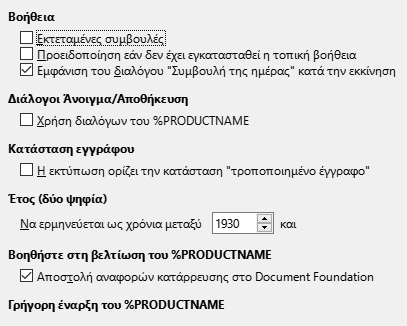 Βοήθεια
Εκτεταμένες συμβουλές
Προειδοποίηση εάν δεν έχει εγκατασταθεί η τοπική βοήθεια
Εμφάνιση του διαλόγου "Συμβουλή της ημέρας" κατά την εκκίνηση
Διάλογοι Άνοιγμα/Αποθήκευση
Χρήση διαλόγων του %PRODUCTNAME
Κατάσταση εγγράφου
Η εκτύπωση ορίζει την κατάσταση "τροποποιημένο έγγραφο"
Έτος (δύο ψηφία)
Να ερμηνεύεται ως χρόνια μεταξύ 1930 και
Βοηθήστε στη βελτίωση του %PRODUCTNAME
Αποστολή αναφορών κατάρρευσης στο Document Foundation
Γρήγορη έναρξη του %PRODUCTNAME